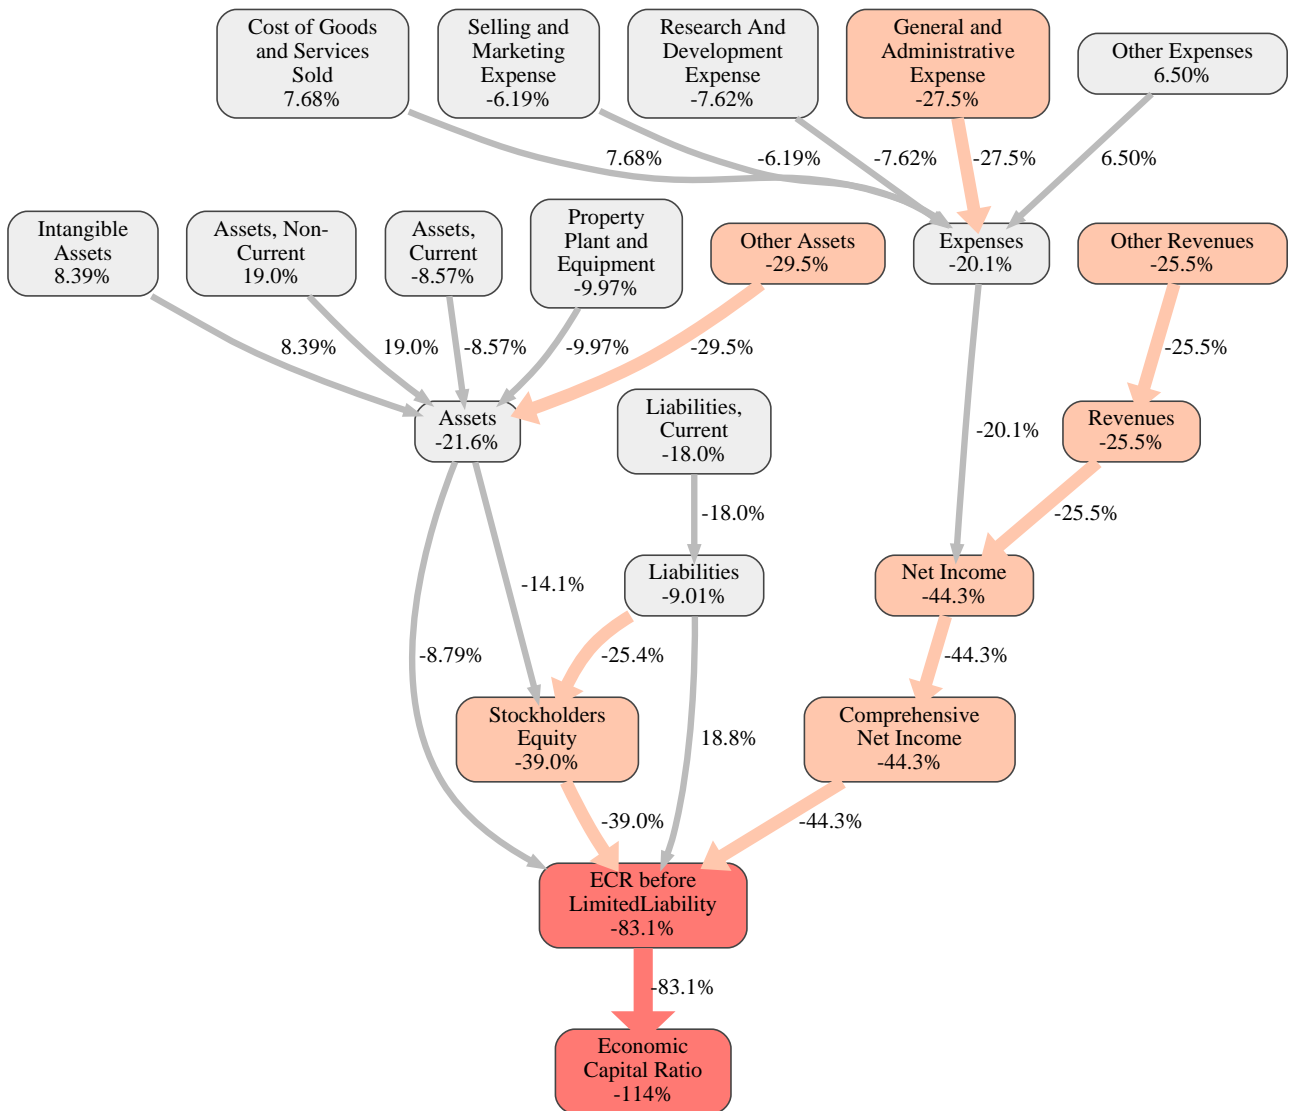 Cost of Goods
and Services
Sold
7.68%
Selling and
Marketing
Expense
-6.19%
Research And
Development
Expense
-7.62%
General and
Administrative
Expense
-27.5%
Other Expenses
6.50%
7.68%
-6.19%
-7.62%
-27.5%
6.50%
Intangible
Assets
8.39%
Assets, Non-
Current
19.0%
Assets,
Current
-8.57%
Property
Plant and
Equipment
-9.97%
Other Assets
-29.5%
Expenses
-20.1%
Other Revenues
-25.5%
8.39%
19.0%
-8.57%
-9.97%
-29.5%
-25.5%
Assets
-21.6%
Liabilities,
Current
-18.0%
-20.1%
Revenues
-25.5%
-18.0%
-25.5%
-14.1%
Liabilities
-9.01%
Net Income
-44.3%
-8.79%
-25.4%
-44.3%
Stockholders
Equity
-39.0%
18.8%
Comprehensive
Net Income
-44.3%
-39.0%
-44.3%
ECR before
LimitedLiability
-83.1%
-83.1%
Economic
Capital Ratio
-114%